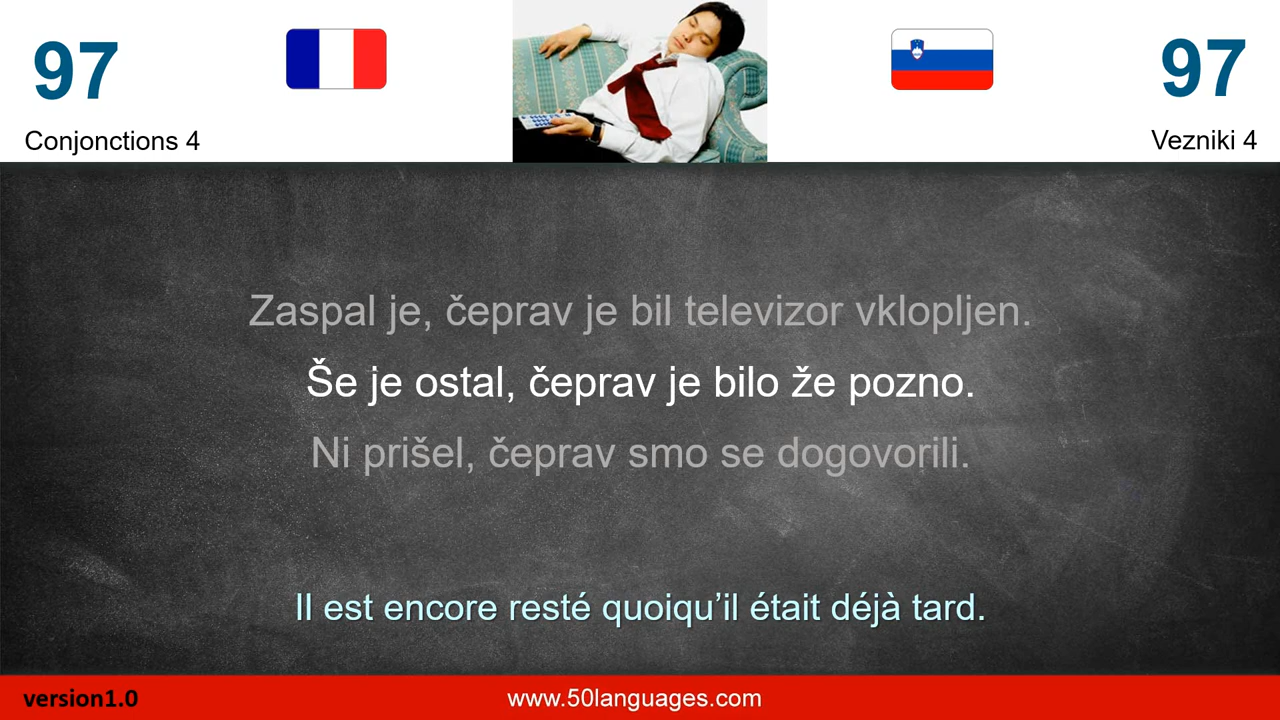 97
97
Conjonctions 4
Vezniki 4
Zaspal je, čeprav je bil televizor vklopljen.
Še je ostal, čeprav je bilo že pozno.
Ni prišel, čeprav smo se dogovorili.
Il est encore resté quoiqu’il était déjà tard.
version1.0
www.50languages.com